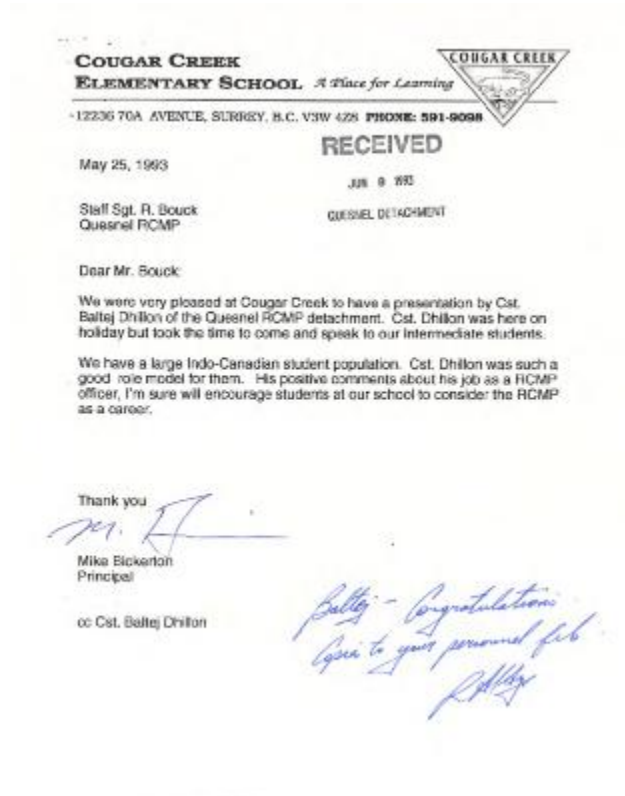 COUGAR CREEK
ELEMENTARY SCHOOL A Place for Learning
COUGAR CREEK
12236 70A AVENUE, SURREY, B.C. V3W 4Z8 PHONE: 591-9098
RECEIVED
May 25, 1993
JUN 9 1993
Staff Sgt. R. Bouck
Quesnel RCMP
QUESNEL DETACHMENT
Dear Mr. Bouck:
We were very pleased at Cougar Creek to have a presentation by Cst.
Baltej Dhillon of the Quesnel RCMP detachment. Cst. Dhillon was here on
holiday but took the time to come and speak to our Intermediate students.
We have a large Indo-Canadian student population. Cst. Dhillon was such a
good role model for them. His positive comments about his job as a RCMP
officer, I'm sure will encourage students at our school to consider the RCMP
as a career.
Thank you
M.
Mike Bickerton
Principal
cc Cst. Baltej Dhillon
Baltej - Congratulations
to your personnel file